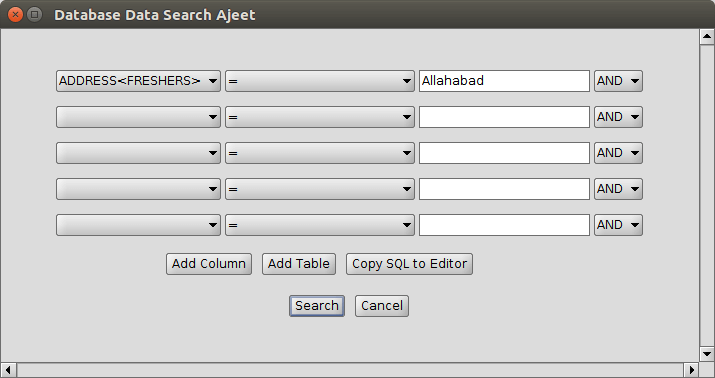 Database Data Search Ajeet
ADDRESS<FRESHERS> = Allahabad AND
= AND
= AND
= AND
= AND
Add Column Add Table Copy SQL to Editor
Search Cancel